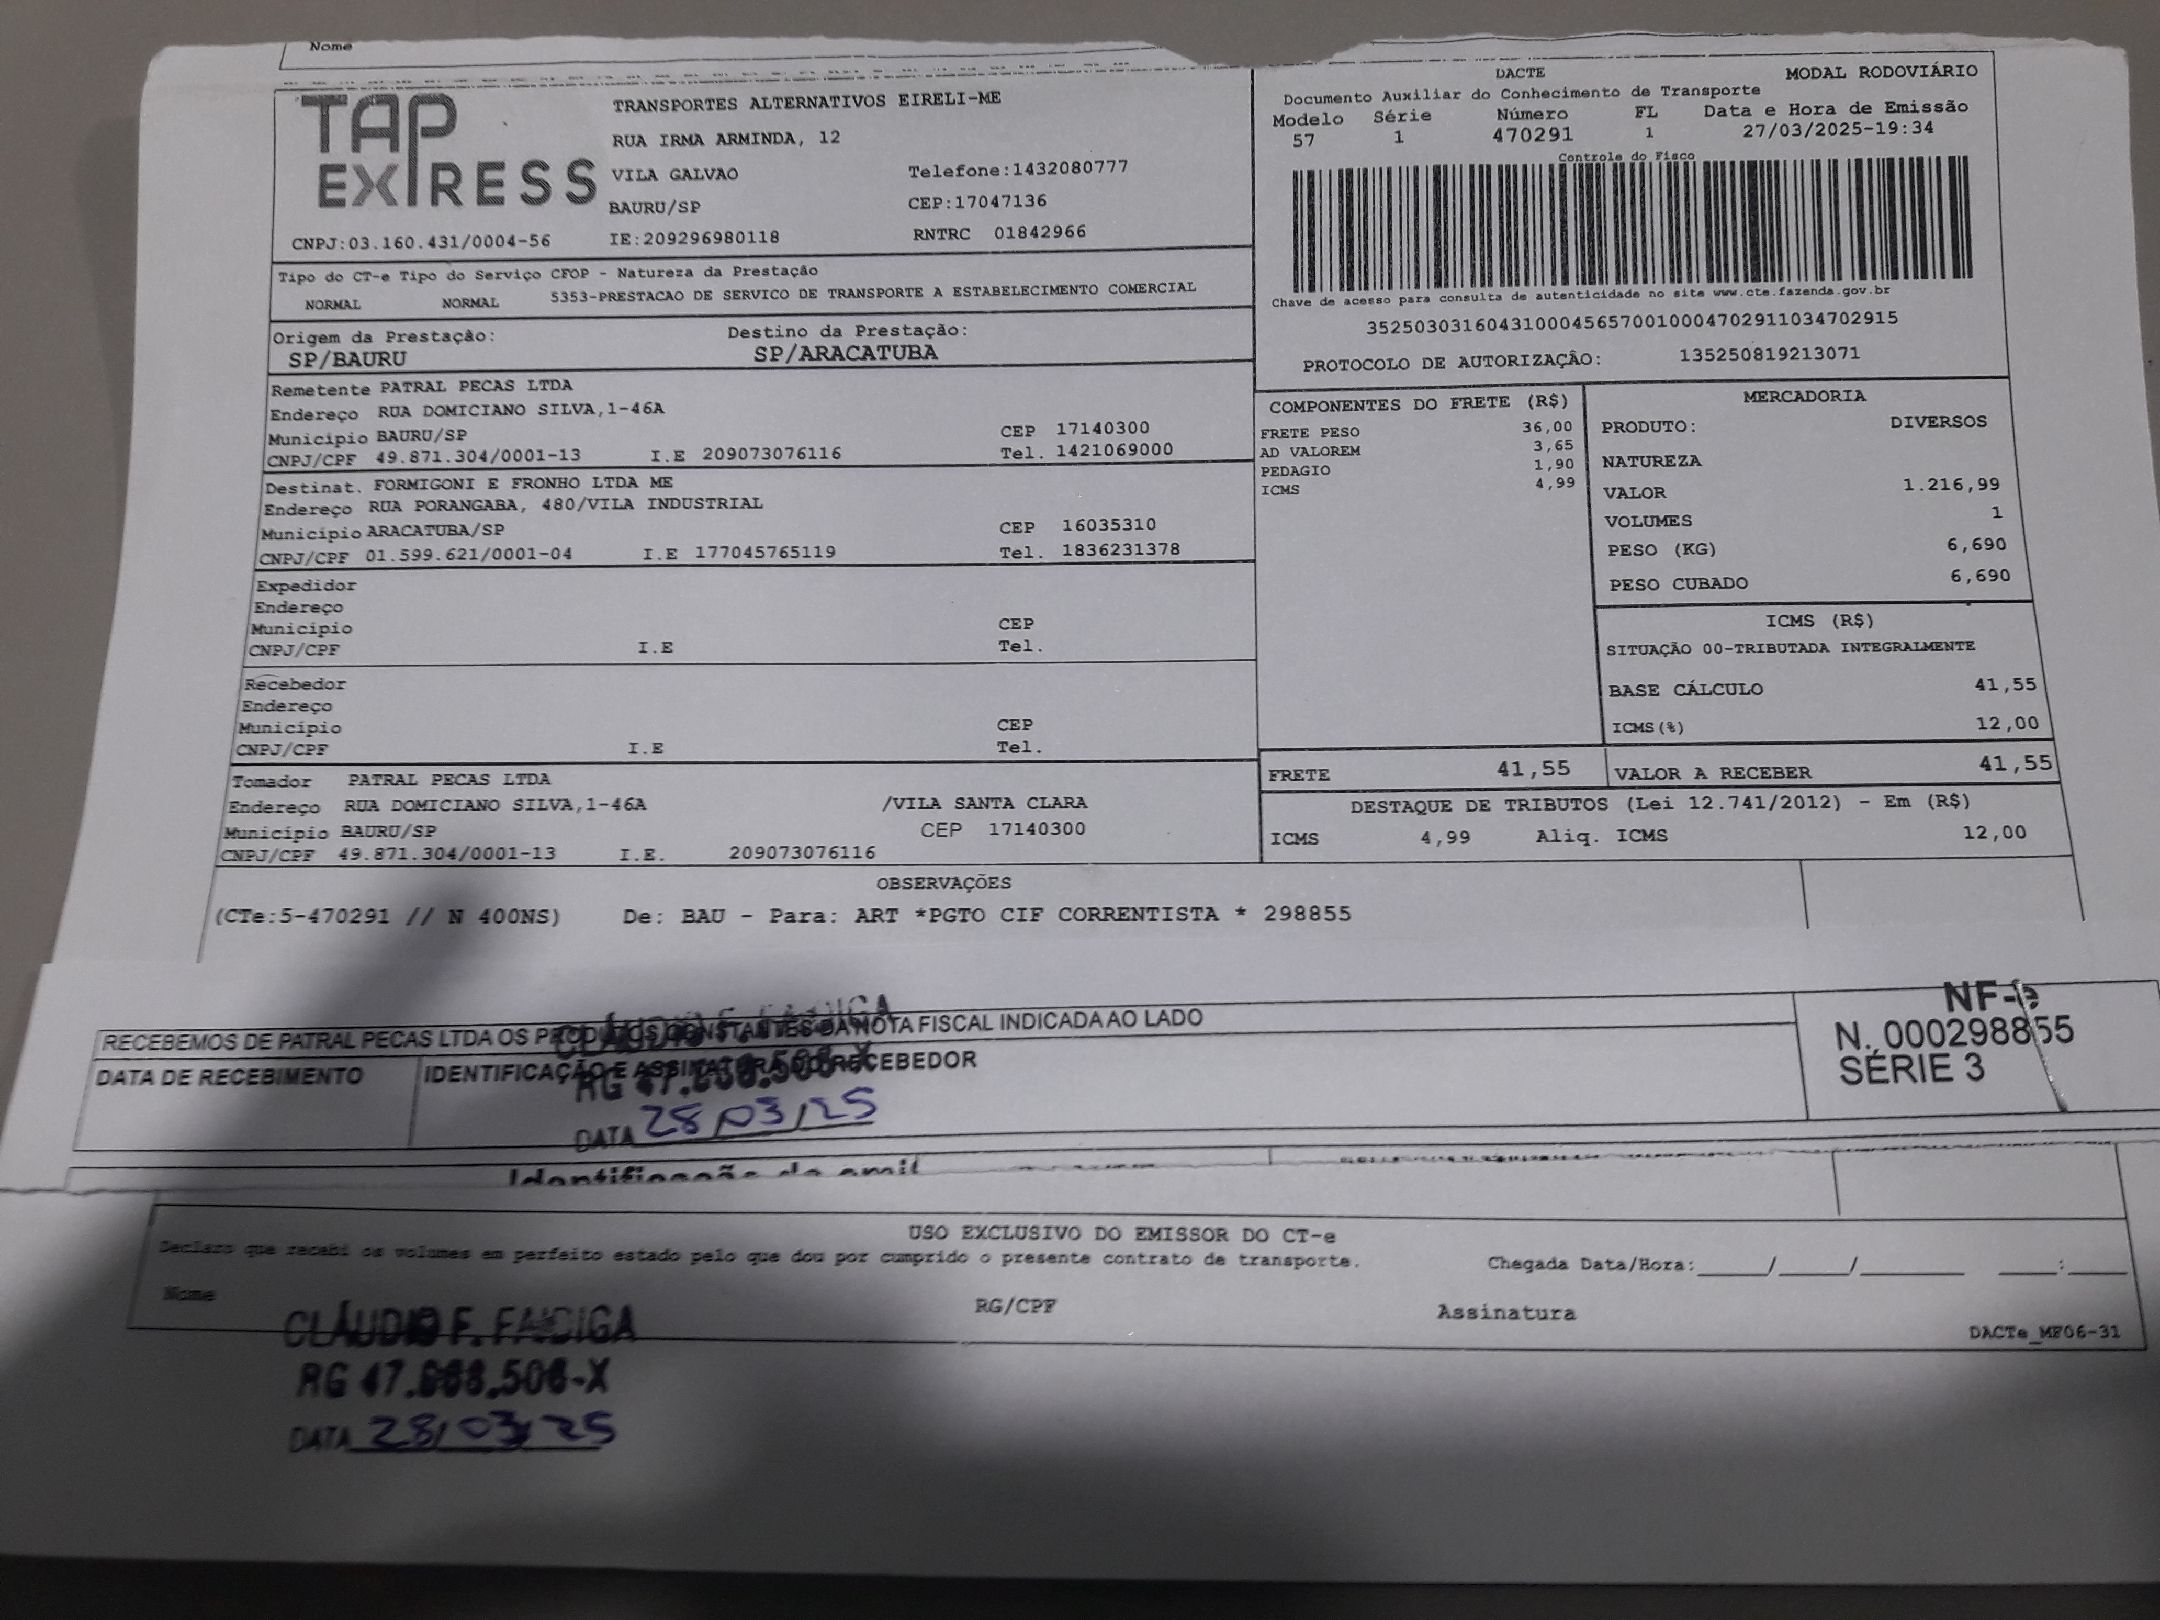 Nome
TAP EXPRESS
TRANSPORTES ALTERNATIVOS EIRELI-ME
RUA IRMA ARMINDA, 12
VILA GALVAO Telefone:1432080777
BAURU/SP CEP:17047136
CNPJ:03.160.431/0004-56 IE:209296980118 RNTRC 01842966
DACTE MODAL RODOVIÁRIO
Documento Auxiliar do Conhecimento de Transporte
Modelo Série Número FL Data e Hora de Emissão
57 1 470291 1 27/03/2025-19:34
Controle do Fisco
Chave de acesso para consulta de autenticidade no site www.cte.fazenda.gov.br
35250303160431000456570010004702911034702915
PROTOCOLO DE AUTORIZAÇÂO: 135250819213071
Tipo do CT-e Tipo do Serviço CFOP - Natureza da Prestação
NORMAL NORMAL 5353-PRESTACAO DE SERVICO DE TRANSPORTE A ESTABELECIMENTO COMERCIAL
Origem da Prestação: Destino da Prestação:
SP/BAURU SP/ARACATUBA
Remetente PATRAL PECAS LTDA
Endereço RUA DOMICIANO SILVA,1-46A
Município BAURU/SP CEP 17140300
CNPJ/CPF 49.871.304/0001-13 I.E 209073076116 Tel. 1421069000
Destinat. FORMIGONI E FRONHO LTDA ME
Endereço RUA PORANGABA, 480/VILA INDUSTRIAL
Município ARACATUBA/SP CEP 16035310
CNPJ/CPF 01.599.621/0001-04 I.E 177045765119 Tel. 1836231378
Expedidor
Endereço
Município CEP
CNPJ/CPF I.E Tel.
Recebedor
Endereço
Município CEP
CNPJ/CPF I.E Tel.
Tomador PATRAL PECAS LTDA
Endereço RUA DOMICIANO SILVA,1-46A /VILA SANTA CLARA
Município BAURU/SP CEP 17140300
CNPJ/CPF 49.871.304/0001-13 I.E. 209073076116
COMPONENTES DO FRETE (R$)
FRETE PESO 36,00
AD VALOREM 3,65
PEDAGIO 1,90
ICMS 4,99
MERCADORIA
PRODUTO: DIVERSOS
NATUREZA
VALOR 1.216,99
VOLUMES 1
PESO (KG) 6,690
PESO CUBADO 6,690
ICMS (R$)
SITUAÇÃO 00-TRIBUTADA INTEGRALMENTE
BASE CÁLCULO 41,55
ICMS(%) 12,00
FRETE 41,55 VALOR A RECEBER 41,55
DESTAQUE DE TRIBUTOS (Lei 12.741/2012) - Em (R$)
ICMS 4,99 Aliq. ICMS 12,00
OBSERVAÇÕES
(CTe:5-470291 // N 400NS) De: BAU - Para: ART *PGTO CIF CORRENTISTA * 298855
RECEBEMOS DE PATRAL PECAS LTDA OS PRODUTOS CONSTANTES DA NOTA FISCAL INDICADA AO LADO
DATA DE RECEBIMENTO IDENTIFICAÇÃO E ASSINATURA DO RECEBEDOR
DATA 28/03/25
NF-e
N. 000298855
SÉRIE 3
USO EXCLUSIVO DO EMISSOR DO CT-e
Declaro que recebi os volumes em perfeito estado pelo que dou por cumprido o presente contrato de transporte. Chegada Data/Hora:_____/_____/________ ____:____
Nome RG/CPF Assinatura
DACTe_MF06-31
CLÁUDIO F.
RG
DATA 28/03/25